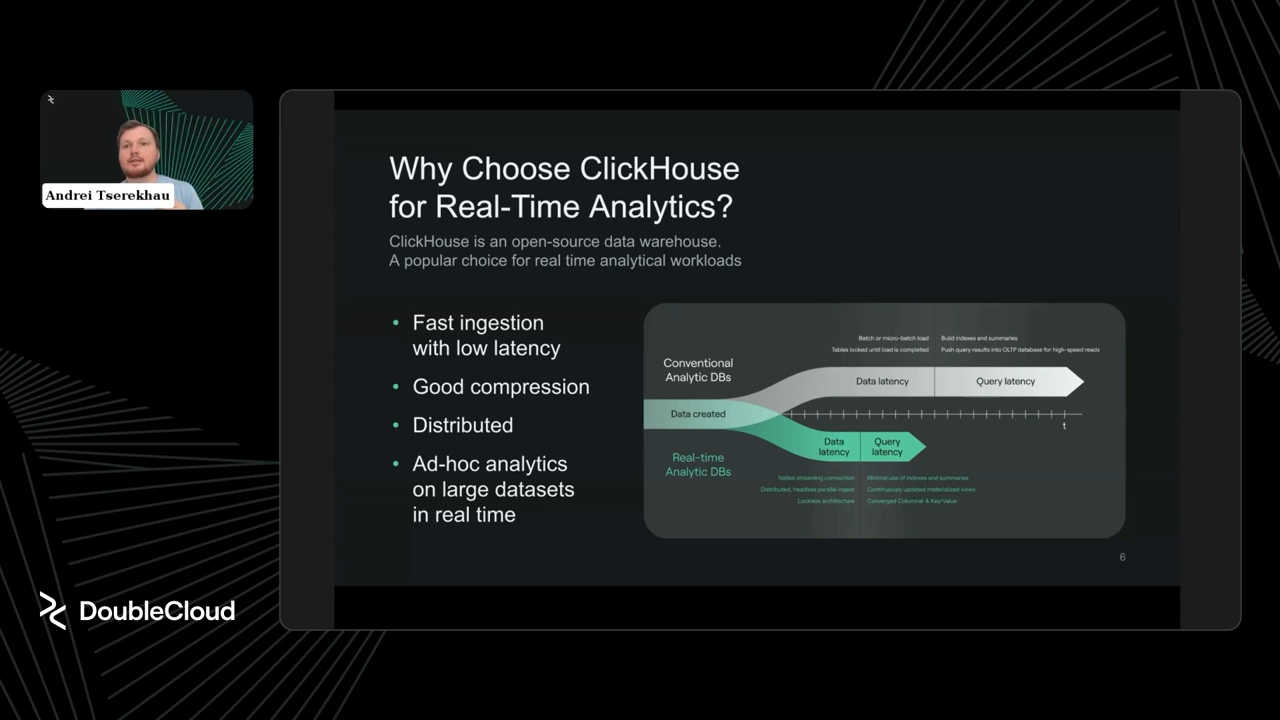 Andrei Tserekhau
Why Choose ClickHouse
for Real-Time Analytics?
ClickHouse is an open-source data warehouse.
A popular choice for real time analytical workloads
• Fast ingestion
with low latency
• Good compression
• Distributed
• Ad-hoc analytics
on large datasets
in real time
Batch or micro-batch load
Tables locked until load is completed
Build indexes and summaries
Push query results into OLTP database for high-speed reads
Conventional
Analytic DBs
Data latency
Query latency
Data created
t
Data
latency
Query
latency
Real-time
Analytic DBs
Native streaming connection
Distributed, headless parallel ingest
Lockless architecture
Minimal use of indexes and summaries
Continuously updated materialized views
Converged Columnar & Key/Value
6
DoubleCloud